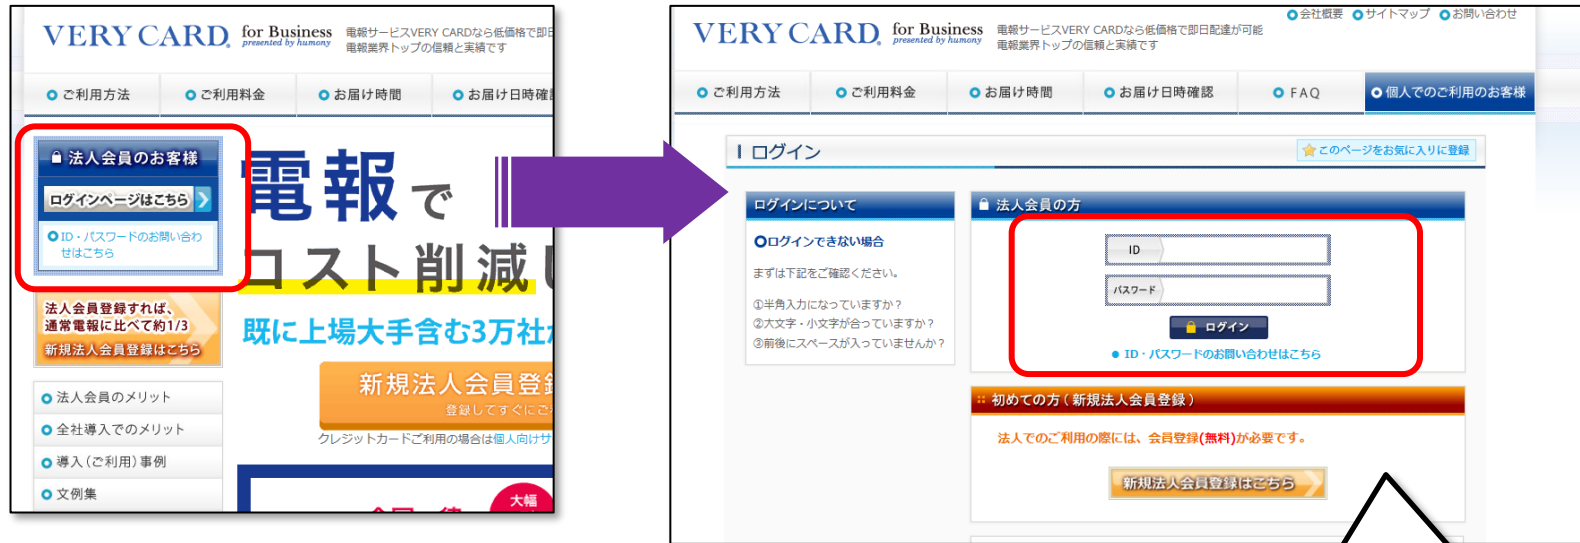 VERY CARD for Business
presented by humony
電報サービスVERY CARDなら低価格で即
電報業界トップの信頼と実績です
ご利用方法
ご利用料金
お届け時間
お届け日時確
法人会員のお客様
ログインページはこちら
ID・パスワードのお問い合わ
せはこちら
法人会員登録すれば、
通常電報に比べて約1/3
新規法人会員登録はこちら
法人会員のメリット
全社導入でのメリット
導入(ご利用)事例
文例集
電報で
コスト削減し
既に上場大手含む3万社
新規法人会員登
登録してすぐにご
クレジットカードご利用の場合は個人向けサ
大幅
VERY CARD for Business
presented by humony
電報サービスVERY CARDなら低価格で即日配達が可能
電報業界トップの信頼と実績です
会社概要
サイトマップ
お問い合わせ
ご利用方法
ご利用料金
お届け時間
お届け日時確認
FAQ
個人でのご利用のお客様
ログイン
このページをお気に入りに登録
ログインについて
ログインできない場合
まずは下記をご確認ください。
①半角入力になっていますか？
②大文字・小文字が合っていますか？
③前後にスペースが入っていませんか？
法人会員の方
ID
パスワード
ログイン
ID・パスワードのお問い合わせはこちら
初めての方(新規法人会員登録)
法人でのご利用の際には、会員登録(無料)が必要です。
新規法人会員登録はこちら